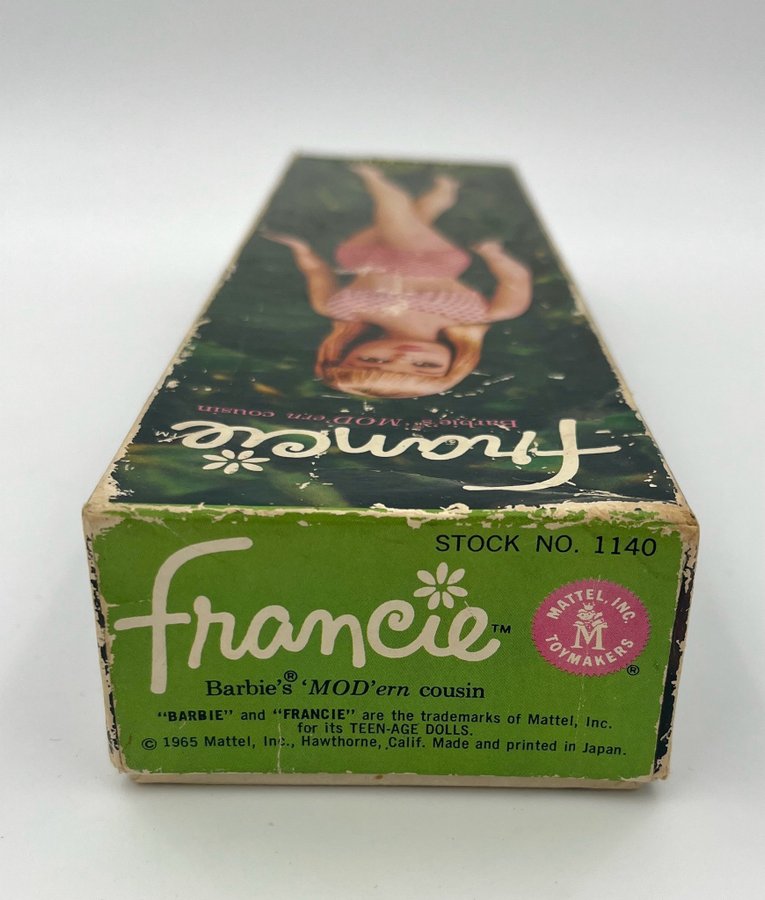 Barbie's MOD'ern cousin
Francie™
STOCK NO. 1140
Francie™
MATTEL, INC.
M
TOYMAKERS
®
Barbie's® 'MOD'ern cousin
"BARBIE" and "FRANCIE" are the trademarks of Mattel, Inc.
for its TEEN-AGE DOLLS.
© 1965 Mattel, Inc., Hawthorne, Calif. Made and printed in Japan.